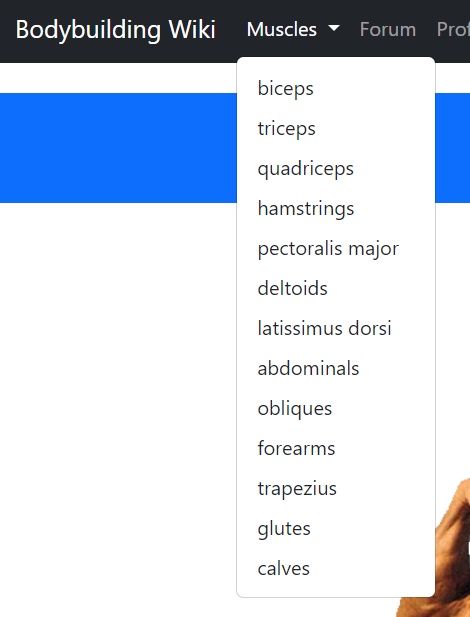 Bodybuilding Wiki Muscles Forum
biceps
triceps
quadriceps
hamstrings
pectoralis major
deltoids
latissimus dorsi
abdominals
obliques
forearms
trapezius
glutes
calves